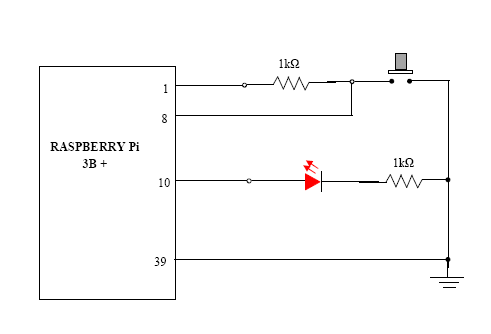 1kΩ
1
8
RASPBERRY Pi
3B +
1kΩ
10
39